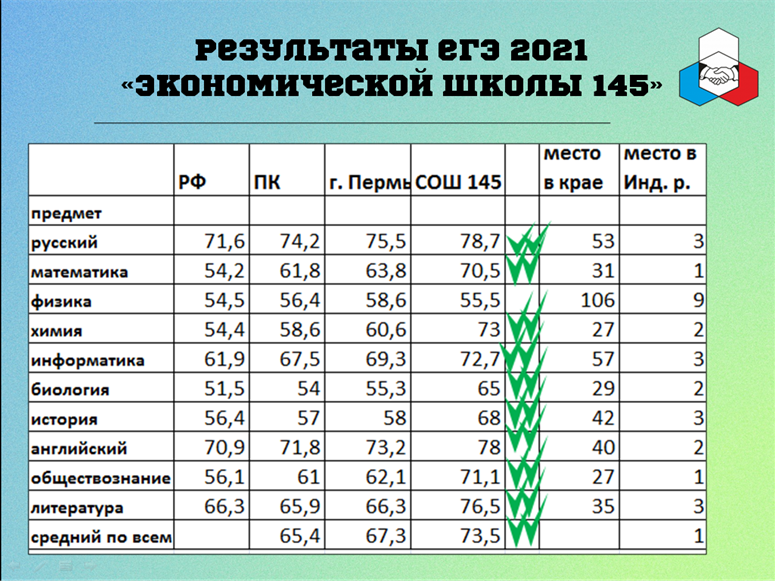 РЕЗУЛЬТАТЫ ЕГЭ 2021
«ЭКОНОМИЧЕСКОЙ ШКОЛЫ 145»
РФ ПК г. Пермь СОШ 145 место в крае место в Инд. р.
предмет
русский 71,6 74,2 75,5 78,7 53 3
математика 54,2 61,8 63,8 70,5 31 1
физика 54,5 56,4 58,6 55,5 106 9
химия 54,4 58,6 60,6 73 27 2
информатика 61,9 67,5 69,3 72,7 57 3
биология 51,5 54 55,3 65 29 2
история 56,4 57 58 68 42 3
английский 70,9 71,8 73,2 78 40 2
обществознание 56,1 61 62,1 71,1 27 1
литература 66,3 65,9 66,3 76,5 35 3
средний по всем 65,4 67,3 73,5 1